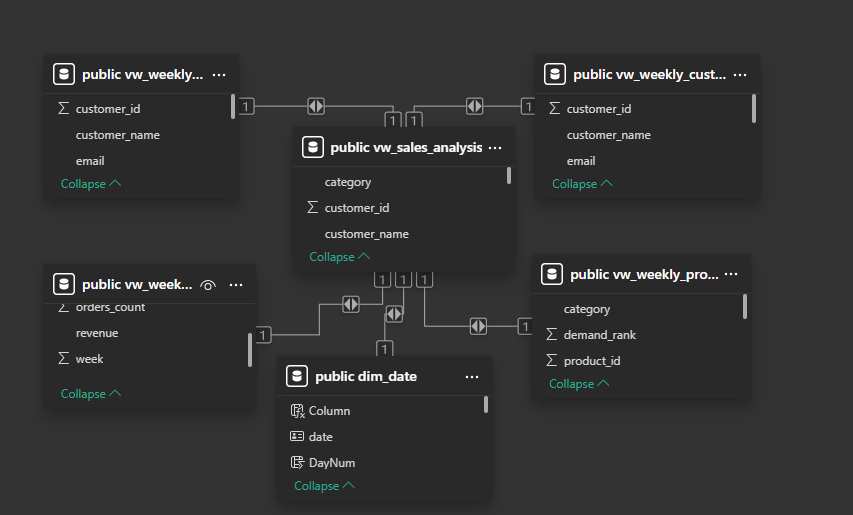 public vw_weekly...
customer_id
customer_name
email
Collapse
public vw_weekly_cust...
customer_id
customer_name
email
Collapse
1
1
1
1
public vw_sales_analysis
category
customer_id
customer_name
Collapse
public vw_week...
orders_count
revenue
week
Collapse
public vw_weekly_pro...
category
demand_rank
product_id
Collapse
1
1
1
1
1
1
public dim_date
Column
date
DayNum
Collapse